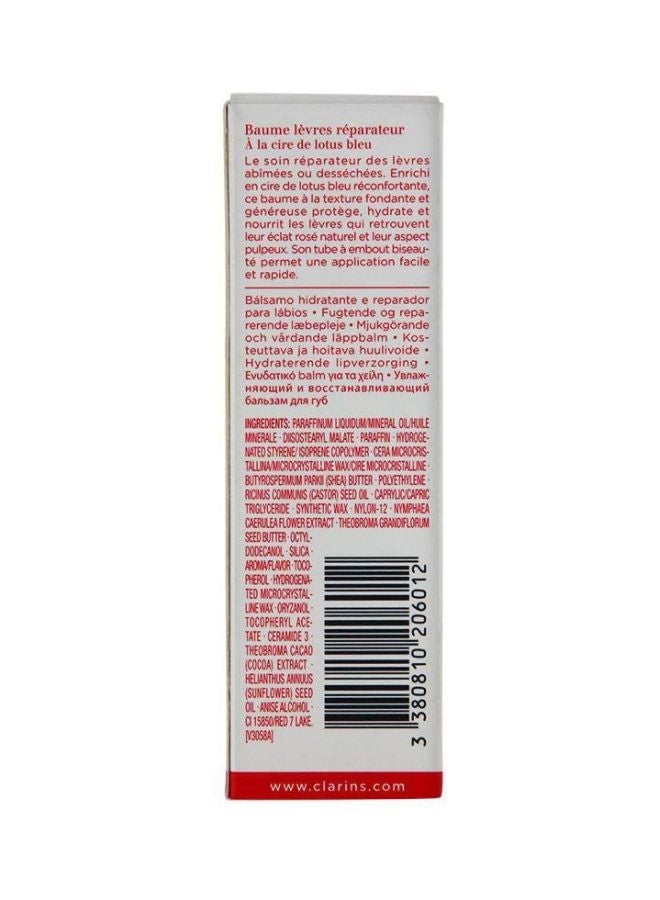 Baume lèvres réparateur
À la cire de lotus bleu
Le soin réparateur des lèvres
abîmées ou desséchées. Enrichi
en cire de lotus bleu réconfortante,
ce baume à la texture fondante et
généreuse protège, hydrate et
nourrit les lèvres qui retrouvent
leur éclat rosé naturel et leur aspect
pulpeux. Son tube à embout biseau-
té permet une application facile
et rapide.
Bálsamo hidratante e reparador
para lábios • Fugtende og repa-
rerende læbepleje • Mjukgörande
och vårdande läppbalm • Kos-
teuttava ja hoitava huulivoide •
Hydraterende lipverzorging •
Ενυδατικό balm για τα χείλη • Увлаж-
няющий и восстанавливающий
бальзам для губ
INGREDIENTS: PARAFFINUM LIQUIDUM/MINERAL OIL/HUILE
MINERALE · DIISOSTEARYL MALATE · PARAFFIN · HYDROGE-
NATED STYRENE/ ISOPRENE COPOLYMER · CERA MICROCRIS-
TALLINA/MICROCRYSTALLINE WAX/CIRE MICROCRISTALLINE ·
BUTYROSPERMUM PARKII (SHEA) BUTTER · POLYETHYLENE ·
RICINUS COMMUNIS (CASTOR) SEED OIL · CAPRYLIC/CAPRIC
TRIGLYCERIDE · SYNTHETIC WAX · NYLON-12 · NYMPHAEA
CAERULEA FLOWER EXTRACT · THEOBROMA GRANDIFLORUM
SEED BUTTER · OCTYL-
DODECANOL · SILICA ·
AROMA/FLAVOR · TOCO-
PHEROL · HYDROGENA-
TED MICROCRYSTAL-
LINE WAX · ORYZANOL ·
TOCOPHERYL ACE-
TATE · CERAMIDE 3 ·
THEOBROMA CACAO
(COCOA) EXTRACT ·
HELIANTHUS ANNUUS
(SUNFLOWER) SEED
OIL · ANISE ALCOHOL ·
CI 15850/RED 7 LAKE.
[V3058A]
3 380810 206012
www.clarins.com